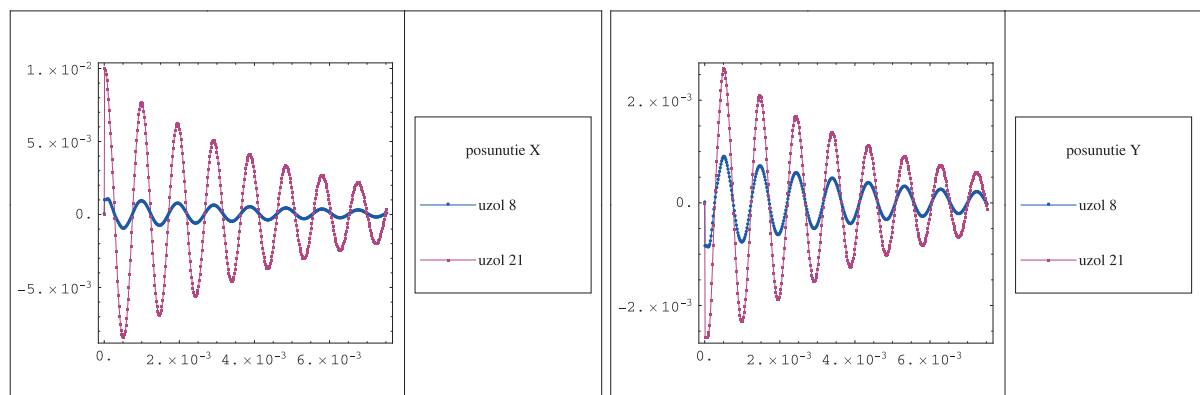 1. × 10⁻²
5. × 10⁻³
0.
-5. × 10⁻³
0. 2. × 10⁻³ 4. × 10⁻³ 6. × 10⁻³
posunutie X
uzol 8
uzol 21
2. × 10⁻³
0.
-2. × 10⁻³
0. 2. × 10⁻³ 4. × 10⁻³ 6. × 10⁻³
posunutie Y
uzol 8
uzol 21